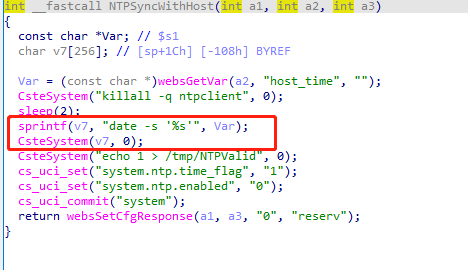 int __fastcall NTPSyncWithHost(int a1, int a2, int a3)
{
const char *Var; // $s1
char v7[256]; // [sp+1Ch] [-108h] BYREF
Var = (const char *)websGetVar(a2, "host_time", "");
CsteSystem("killall -q ntpclient", 0);
sleep(2);
sprintf(v7, "date -s '%s'", Var);
CsteSystem(v7, 0);
CsteSystem("echo 1 > /tmp/NTPValid", 0);
cs_uci_set("system.ntp.time_flag", "1");
cs_uci_set("system.ntp.enabled", "0");
cs_uci_commit("system");
return websSetCfgResponse(a1, a3, "0", "reserv");
}